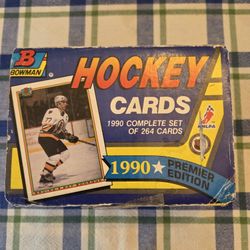 B
BOWMAN
HOCKEY
CARDS
1990 COMPLETE SET
OF 264 CARDS
NHLPA
1990 ★ PREMIER
EDITION